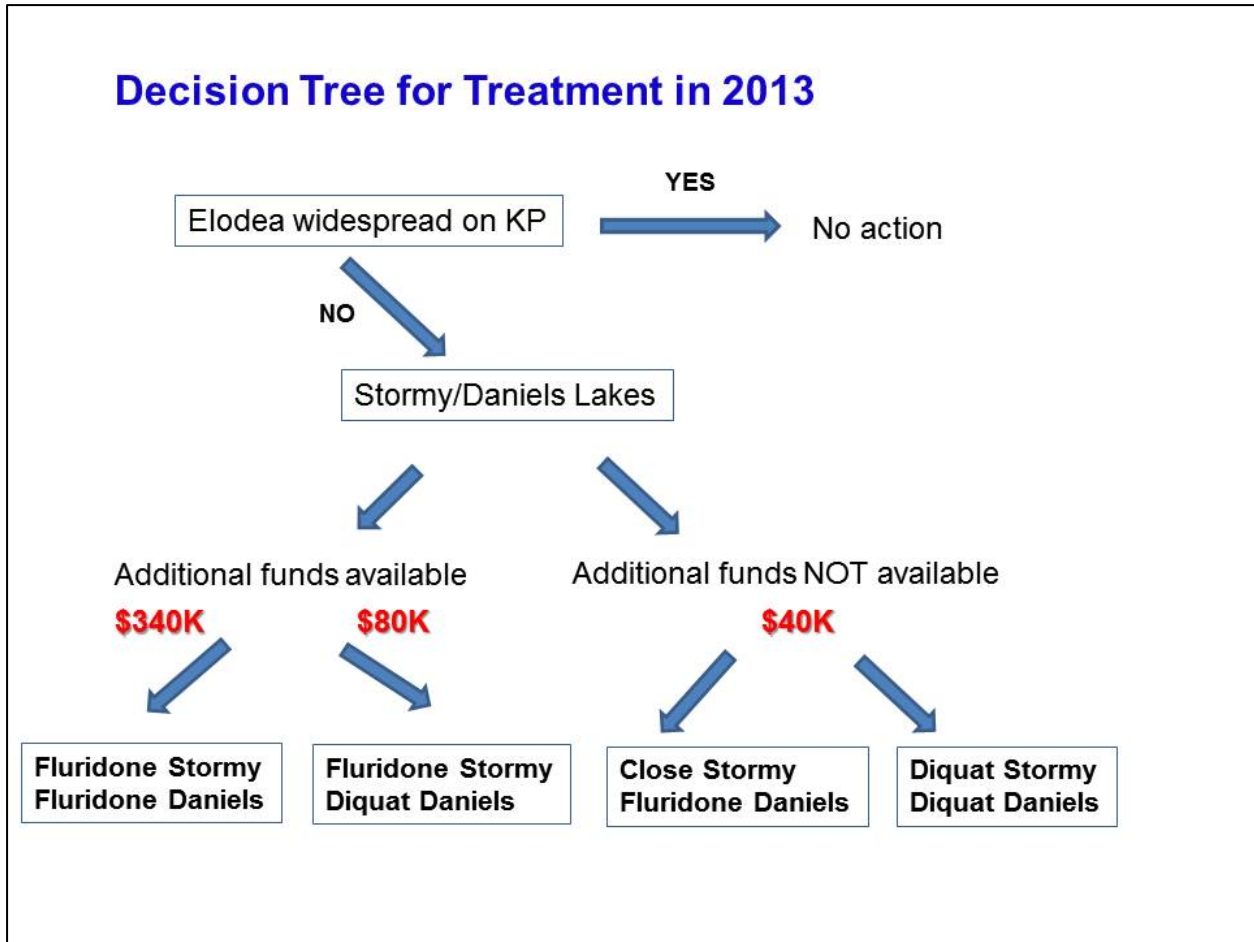 Decision Tree for Treatment in 2013
YES
Elodea widespread on KP
No action
NO
Stormy/Daniels Lakes
Additional funds available
Additional funds NOT available
$340K
$80K
$40K
Fluridone Stormy
Fluridone Daniels
Fluridone Stormy
Diquat Daniels
Close Stormy
Fluridone Daniels
Diquat Stormy
Diquat Daniels